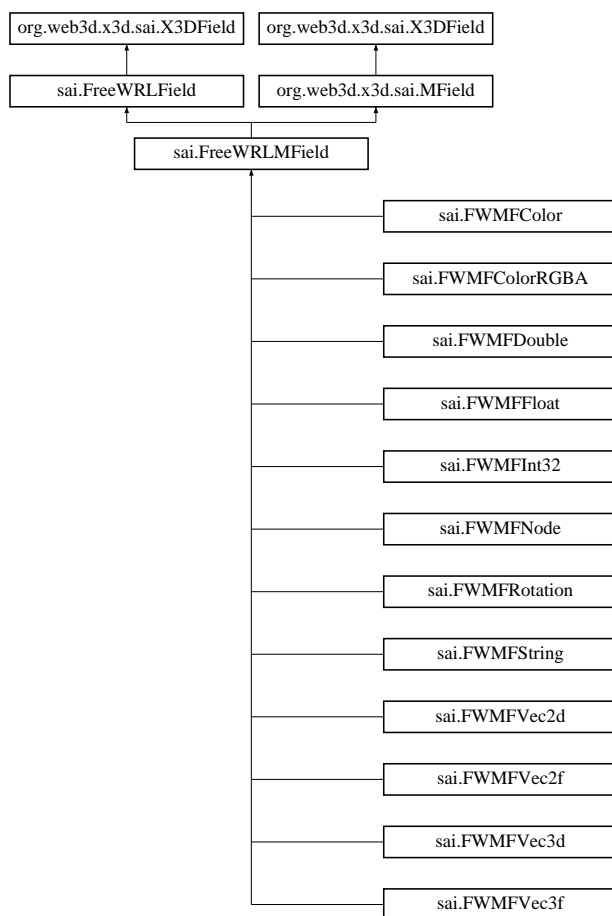 org.web3d.x3d.sai.X3DField
org.web3d.x3d.sai.X3DField
sai.FreeWRLField
org.web3d.x3d.sai.MField
sai.FreeWRLMField
sai.FWMFColor
sai.FWMFColorRGBA
sai.FWMFDouble
sai.FWMFFloat
sai.FWMFInt32
sai.FWMFNode
sai.FWMFRotation
sai.FWMFString
sai.FWMFVec2d
sai.FWMFVec2f
sai.FWMFVec3d
sai.FWMFVec3f